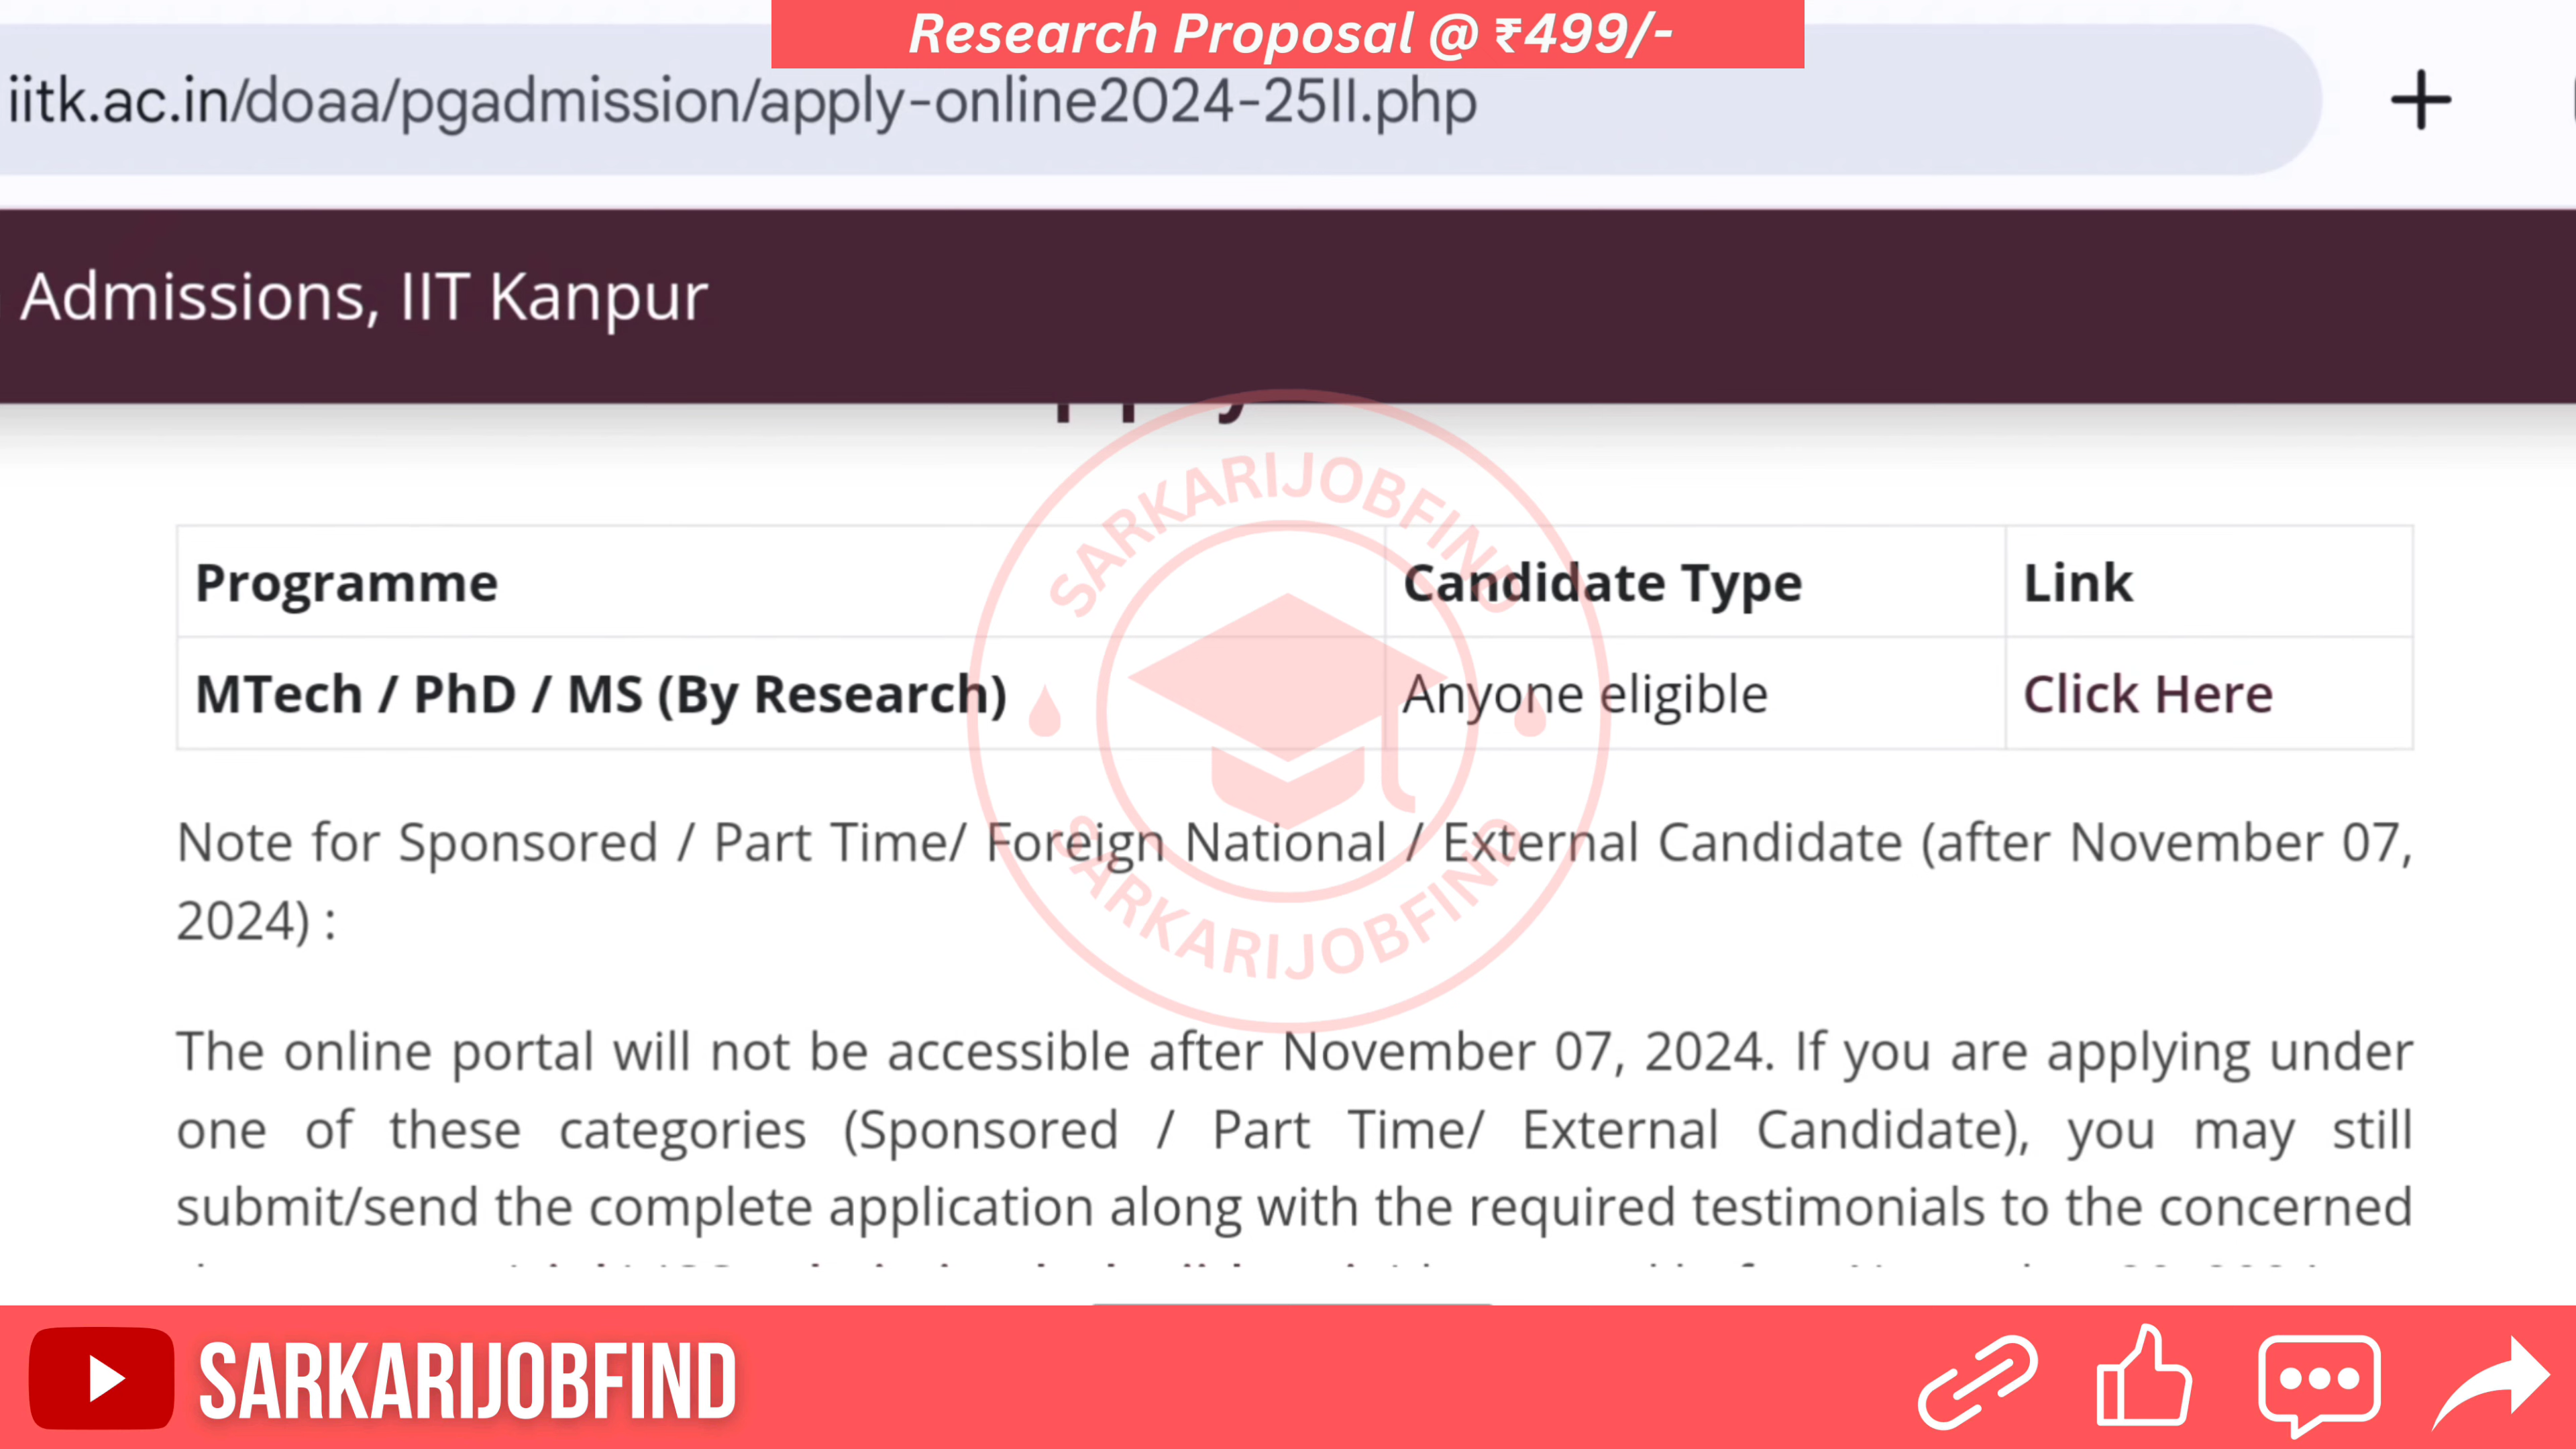 Research Proposal @ ₹499/-
iitk.ac.in/doaa/pgadmission/apply-online2024-25II.php
Admissions, IIT Kanpur
Programme Candidate Type Link
MTech / PhD / MS (By Research) Anyone eligible Click Here
Note for Sponsored / Part Time/ Foreign National / External Candidate (after November 07,
2024) :
The online portal will not be accessible after November 07, 2024. If you are applying under
one of these categories (Sponsored / Part Time/ External Candidate), you may still
submit/send the complete application along with the required testimonials to the concerned
SARKARIJOBFIND
SARKARIJOBFIND
SARKARIJOBFIND